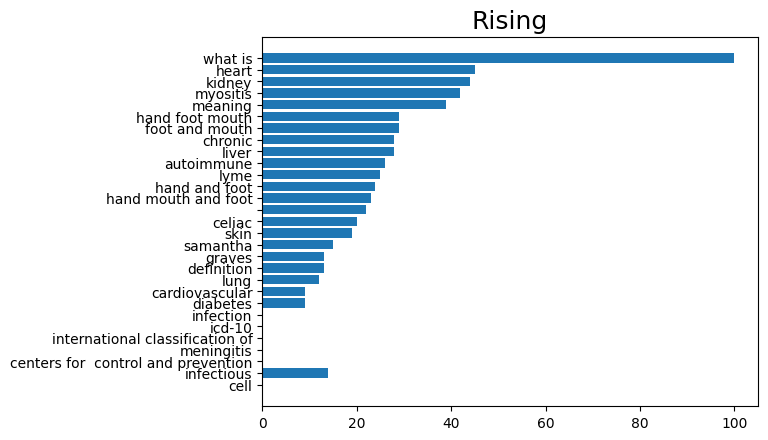 Rising
what is
heart
kidney
myositis
meaning
hand foot mouth
foot and mouth
chronic
liver
autoimmune
lyme
hand and foot
hand mouth and foot
celiac
skin
samantha
graves
definition
lung
cardiovascular
diabetes
infection
icd-10
international classification of
meningitis
centers for  control and prevention
infectious
cell
0 20 40 60 80 100